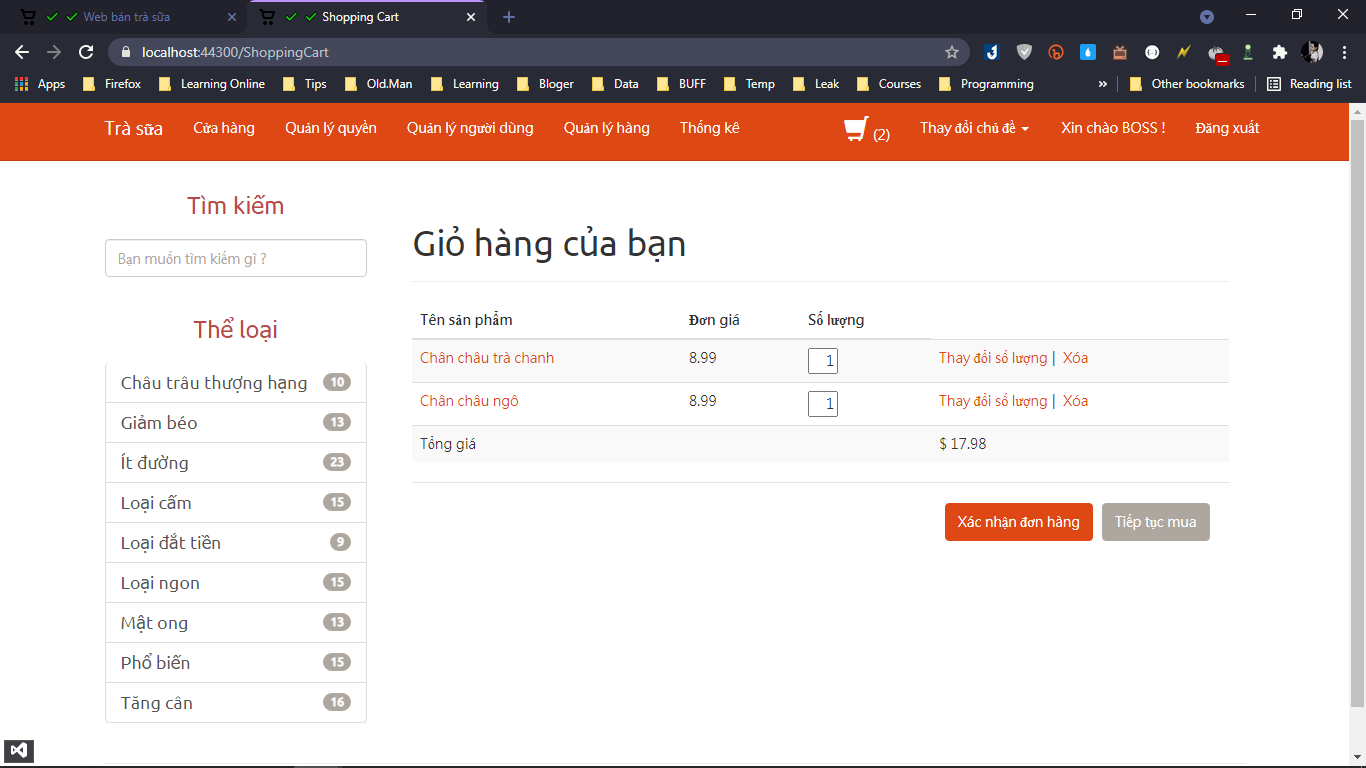 Web bán trà sữa
Shopping Cart
localhost:44300/ShoppingCart
Apps Firefox Learning Online Tips Old.Man Learning Bloger Data BUFF Temp Leak Courses Programming » Other bookmarks Reading list
Trà sữa Cửa hàng Quản lý quyền Quản lý người dùng Quản lý hàng Thống kê (2) Thay đổi chủ đề Xin chào BOSS ! Đăng xuất
Tìm kiếm
Bạn muốn tìm kiếm gì ?
Thể loại
Châu trâu thượng hạng 10
Giảm béo 13
Ít đường 23
Loại cấm 15
Loại đắt tiền 9
Loại ngon 15
Mật ong 13
Phổ biến 15
Tăng cân 16
Giỏ hàng của bạn
Tên sản phẩm Đơn giá Số lượng
Chân châu trà chanh 8.99 1 Thay đổi số lượng | Xóa
Chân châu ngô 8.99 1 Thay đổi số lượng | Xóa
Tổng giá $ 17.98
Xác nhận đơn hàng Tiếp tục mua